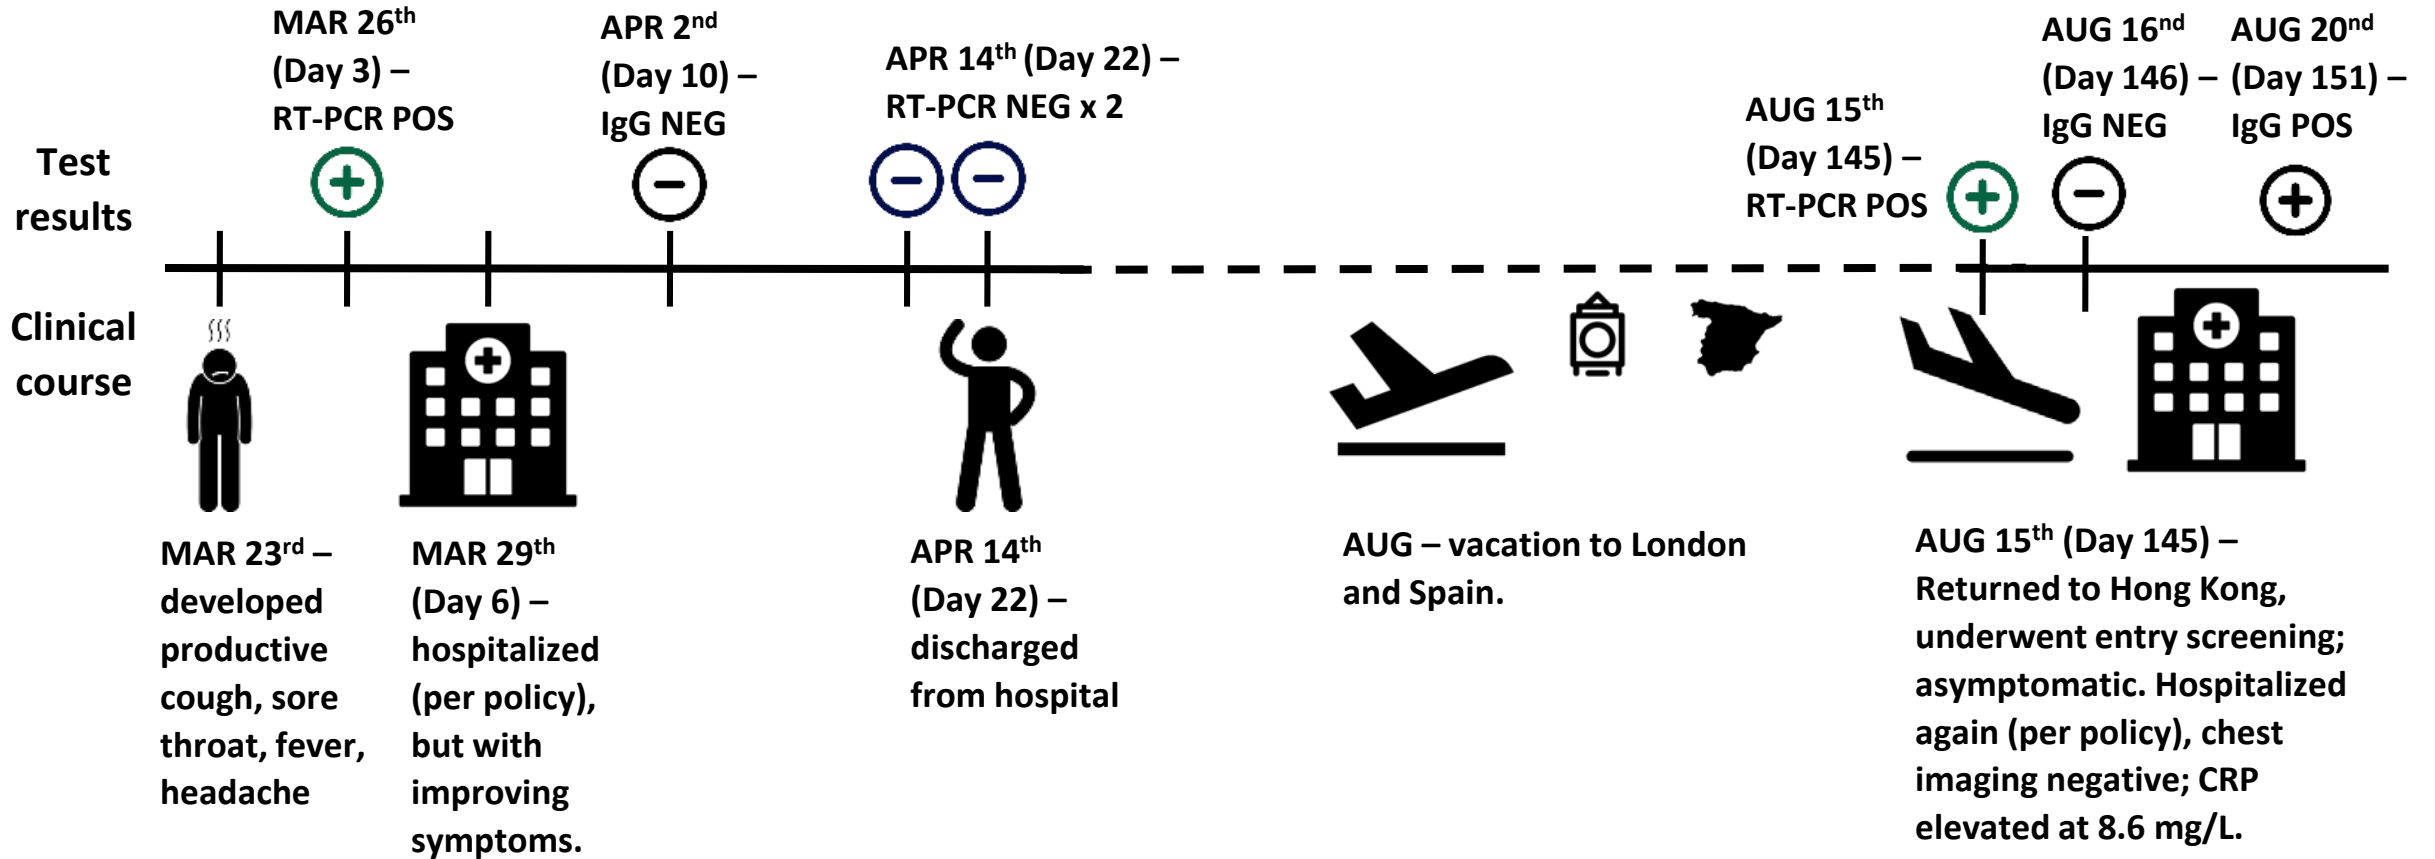 MAR 26th
(Day 3) –
RT-PCR POS
APR 2nd
(Day 10) –
IgG NEG
APR 14th (Day 22) –
RT-PCR NEG x 2
AUG 15th
(Day 145) –
RT-PCR POS
AUG 16nd
(Day 146) –
IgG NEG
AUG 20nd
(Day 151) –
IgG POS
Test
results
Clinical
course
MAR 23rd –
developed
productive
cough, sore
throat, fever,
headache
MAR 29th
(Day 6) –
hospitalized
(per policy),
but with
improving
symptoms.
APR 14th
(Day 22) –
discharged
from hospital
AUG – vacation to London
and Spain.
AUG 15th (Day 145) –
Returned to Hong Kong,
underwent entry screening;
asymptomatic. Hospitalized
again (per policy), chest
imaging negative; CRP
elevated at 8.6 mg/L.